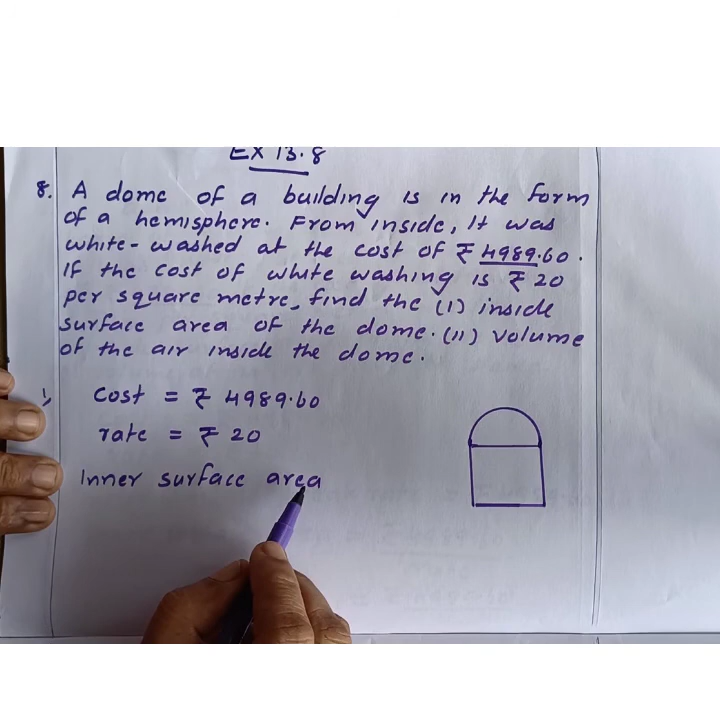 EX 13.8
8. A dome of a building is in the form
of a hemisphere. From inside, it was
white-washed at the cost of ₹ 4989.60.
If the cost of white washing is ₹ 20
per square metre, find the (i) inside
surface area of the dome. (ii) volume
of the air inside the dome.
i, cost = ₹ 4989.60
rate = ₹ 20
Inner surface area